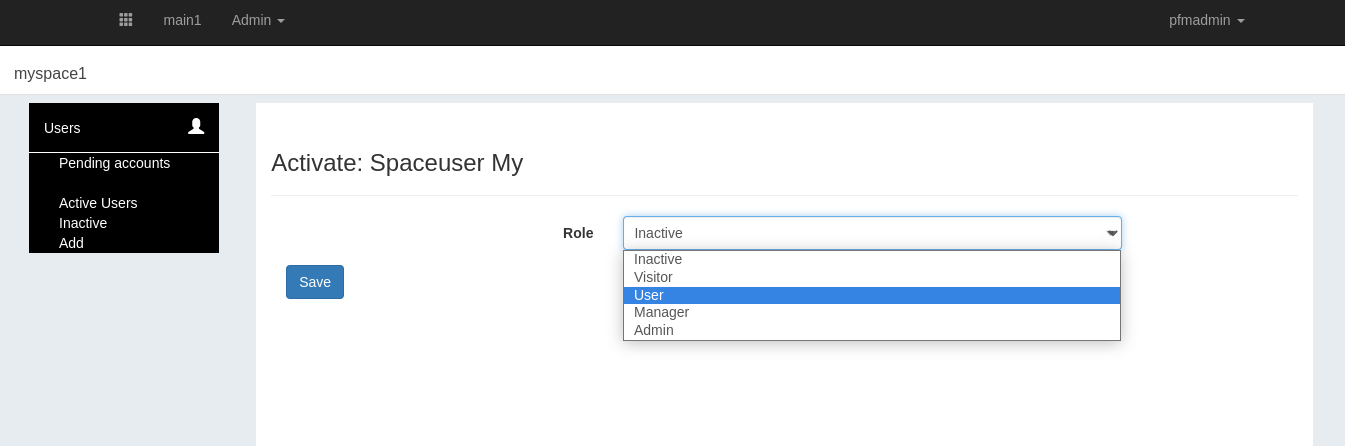 main1 Admin pfmadmin
myspace1
Users
Pending accounts
Active Users
Inactive
Add
Activate: Spaceuser My
Role Inactive
Inactive
Visitor
User
Manager
Admin
Save